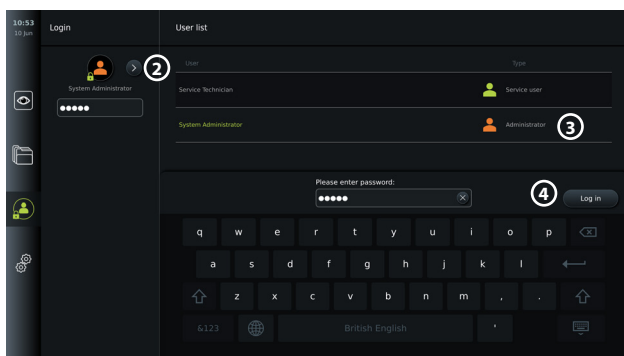 10:53
10 Jun
Login
User list
2
User
Type
System Administrator
Service Technician
Service user
System Administrator
Administrator
3
Please enter password:
4
Log in
q w e r t y u i o p
a s d f g h j k l
z x c v b n m , .
&123
British English
'